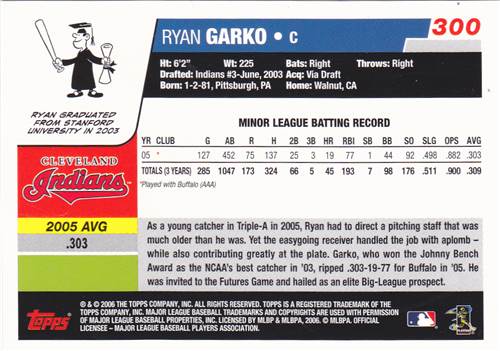 RYAN GARKO • C
300
Ht: 6'2" Wt: 225 Bats: Right Throws: Right
Drafted: Indians #3-June, 2003 Acq: Via Draft
Born: 1-2-81, Pittsburgh, PA Home: Walnut, CA
RYAN GRADUATED
FROM STANFORD
UNIVERSITY IN 2003
MINOR LEAGUE BATTING RECORD
YR CLUB G AB R H 2B 3B HR RBI SB BB SO SLG OPS AVG
05 * 127 452 75 137 25 3 19 77 1 44 92 .498 .882 .303
TOTALS (3 YEARS) 285 1047 173 324 66 5 45 193 7 98 176 .511 .900 .309
*Played with Buffalo (AAA)
CLEVELAND
Indians
2005 AVG
.303
As a young catcher in Triple-A in 2005, Ryan had to direct a pitching staff that was
much older than he was. Yet the easygoing receiver handled the job with aplomb –
while also contributing greatly at the plate. Garko, who won the Johnny Bench
Award as the NCAA's best catcher in '03, ripped .303-19-77 for Buffalo in '05. He
was invited to the Futures Game and hailed as an elite Big-League prospect.
Topps
® & © 2006 THE TOPPS COMPANY, INC. ALL RIGHTS RESERVED. TOPPS IS A REGISTERED TRADEMARK OF THE
TOPPS COMPANY, INC. MAJOR LEAGUE BASEBALL TRADEMARKS AND COPYRIGHTS ARE USED WITH PERMISSION
OF MAJOR LEAGUE BASEBALL PROPERTIES, INC. LICENSED BY MLBP & MLBPA, 2006. © MLBPA. OFFICIAL
LICENSEE – MAJOR LEAGUE BASEBALL PLAYERS ASSOCIATION.